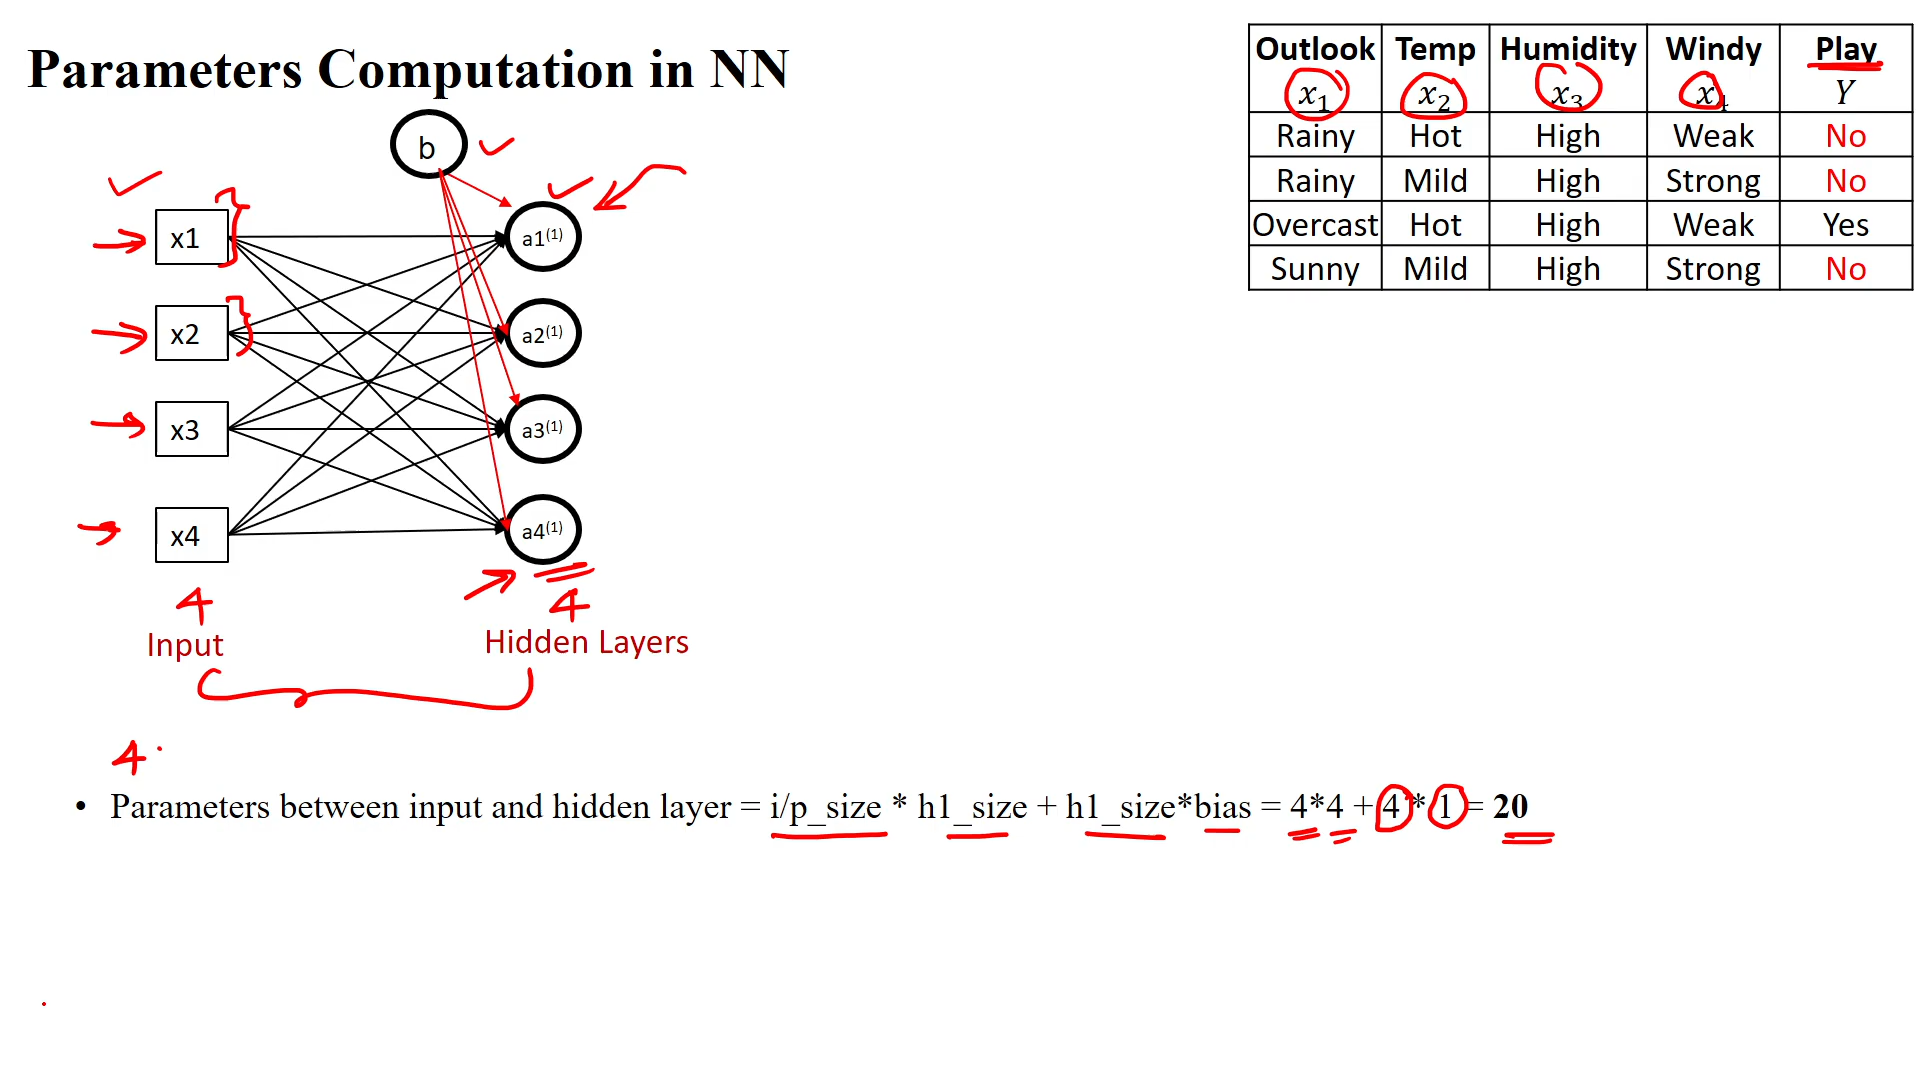 Parameters Computation in NN
Outlook Temp Humidity Windy Play
x₁ x₂ x₃ x₄ Y
Rainy Hot High Weak No
Rainy Mild High Strong No
Overcast Hot High Weak Yes
Sunny Mild High Strong No
b
x1 a1⁽¹⁾
x2 a2⁽¹⁾
x3 a3⁽¹⁾
x4 a4⁽¹⁾
4 4
Input Hidden Layers
4
• Parameters between input and hidden layer = i/p_size * h1_size + h1_size*bias = 4*4 + 4 * 1 = 20